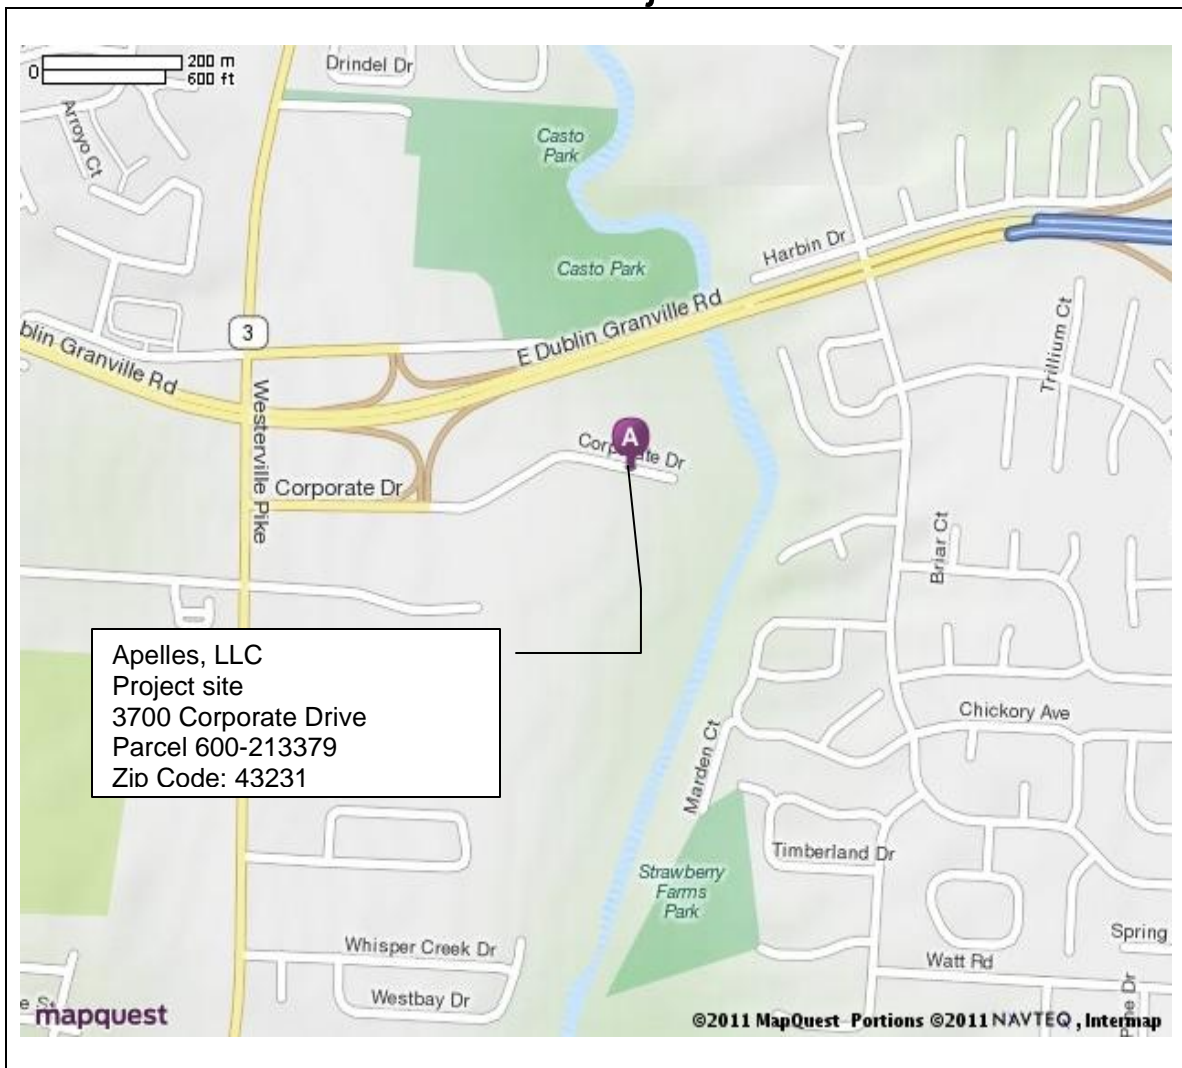 0
200 m
600 ft
Drindel Dr
Arroyo Ct
Casto
Park
Casto Park
Harbin Dr
E Dublin Granville Rd
3
blin Granville Rd
Trillium Ct
Westerville Pike
A
Corporate Dr
Briar Ct
Apelles, LLC
Project site
3700 Corporate Drive
Parcel 600-213379
Zip Code: 43231
Chickory Ave
Marden Ct
Timberland Dr
Strawberry
Farms
Park
Spring
Whisper Creek Dr
Watt Rd
Westbay Dr
mapquest
©2011 MapQuest Portions ©2011 NAVTEQ, Intermap